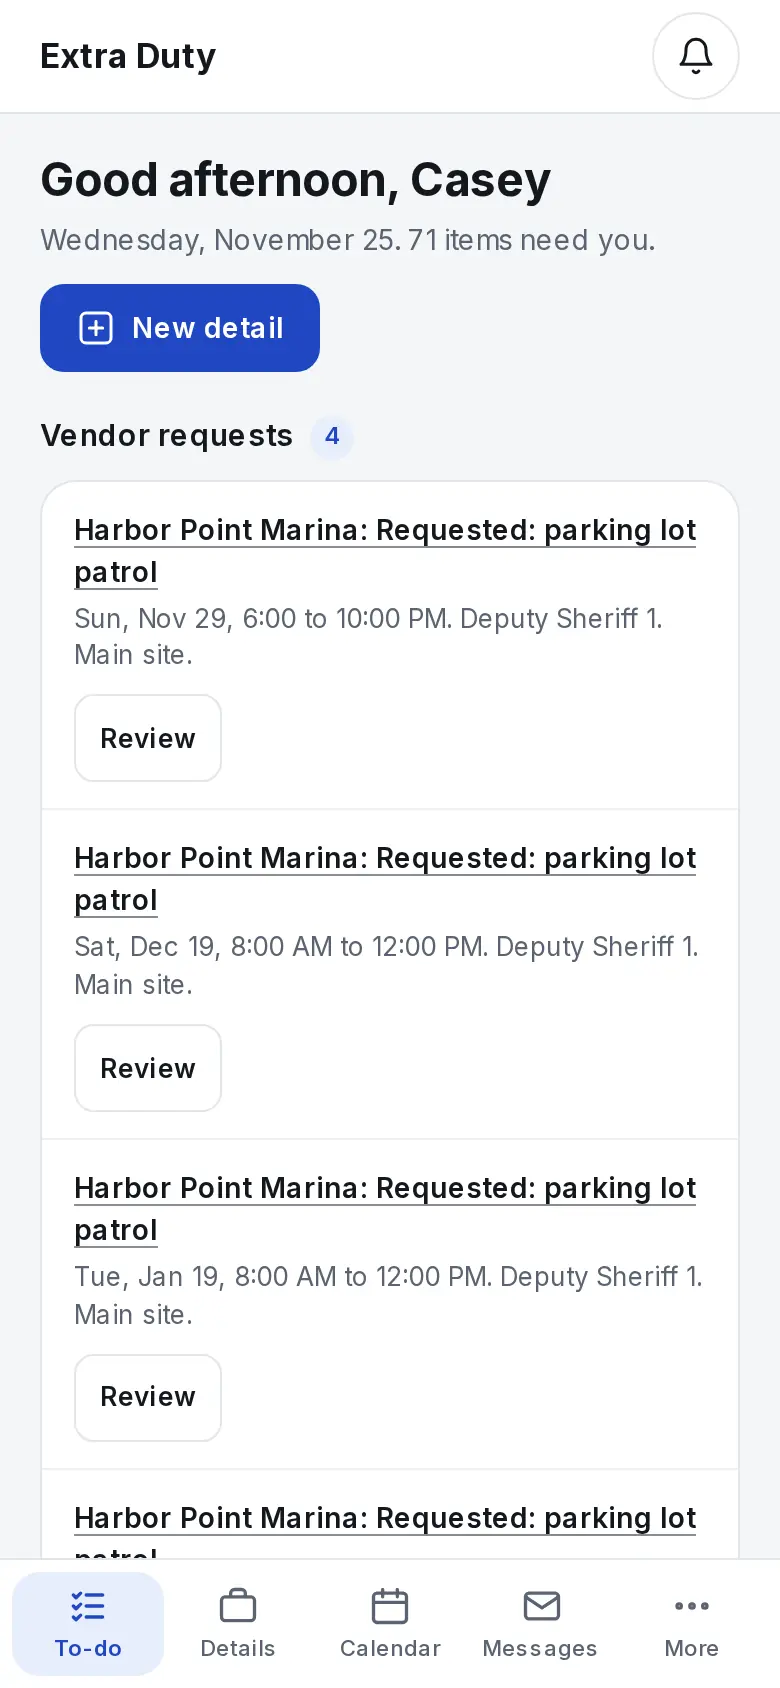 Extra Duty
Good afternoon, Casey
Wednesday, November 25. 71 items need you.
New detail
Vendor requests 4
Harbor Point Marina: Requested: parking lot
patrol
Sun, Nov 29, 6:00 to 10:00 PM. Deputy Sheriff 1.
Main site.
Review
Harbor Point Marina: Requested: parking lot
patrol
Sat, Dec 19, 8:00 AM to 12:00 PM. Deputy Sheriff 1.
Main site.
Review
Harbor Point Marina: Requested: parking lot
patrol
Tue, Jan 19, 8:00 AM to 12:00 PM. Deputy Sheriff 1.
Main site.
Review
Harbor Point Marina: Requested: parking lot
patrol
To-do
Details
Calendar
Messages
More